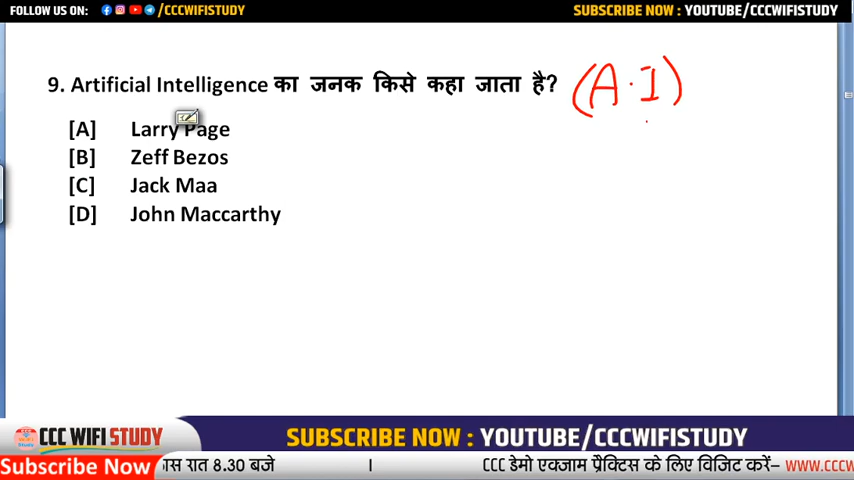 FOLLOW US ON: /CCCWIFISTUDY SUBSCRIBE NOW : YOUTUBE/CCCWIFISTUDY
9. Artificial Intelligence का जनक किसे कहा जाता है? (A.I)
[A] Larry Page
[B] Zeff Bezos
[C] Jack Maa
[D] John Maccarthy
CCC WIFI STUDY SUBSCRIBE NOW : YOUTUBE/CCCWIFISTUDY
Subscribe Now रात 8.30 बजे l CCC डेमो एक्जाम प्रैक्टिस के लिए विजिट करें– www.cccw